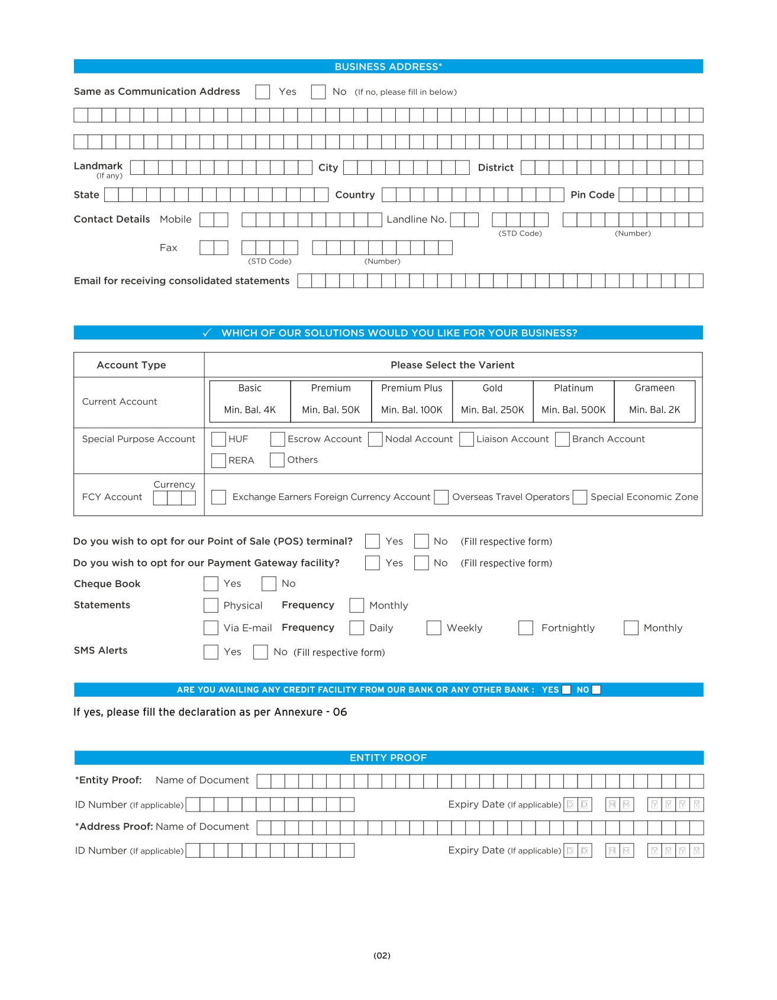 BUSINESS ADDRESS*
Same as Communication Address Yes No (If no, please fill in below)
Landmark City District
(If any)
State Country Pin Code
Contact Details Mobile Landline No.
(STD Code) (Number)
Fax
(STD Code) (Number)
Email for receiving consolidated statements
✓ WHICH OF OUR SOLUTIONS WOULD YOU LIKE FOR YOUR BUSINESS?
Account Type Please Select the Varient
Basic Premium Premium Plus Gold Platinum Grameen
Current Account
Min. Bal. 4K Min. Bal. 50K Min. Bal. 100K Min. Bal. 250K Min. Bal. 500K Min. Bal. 2K
Special Purpose Account HUF Escrow Account Nodal Account Liaison Account Branch Account
RERA Others
Currency
FCY Account Exchange Earners Foreign Currency Account Overseas Travel Operators Special Economic Zone
Do you wish to opt for our Point of Sale (POS) terminal? Yes No (Fill respective form)
Do you wish to opt for our Payment Gateway facility? Yes No (Fill respective form)
Cheque Book Yes No
Statements Physical Frequency Monthly
Via E-mail Frequency Daily Weekly Fortnightly Monthly
SMS Alerts Yes No (Fill respective form)
ARE YOU AVAILING ANY CREDIT FACILITY FROM OUR BANK OR ANY OTHER BANK : YES NO
If yes, please fill the declaration as per Annexure - 06
ENTITY PROOF
*Entity Proof: Name of Document
ID Number (If applicable) Expiry Date (If applicable) D D M M Y Y Y Y
*Address Proof: Name of Document
ID Number (If applicable) Expiry Date (If applicable) D D M M Y Y Y Y
(02)